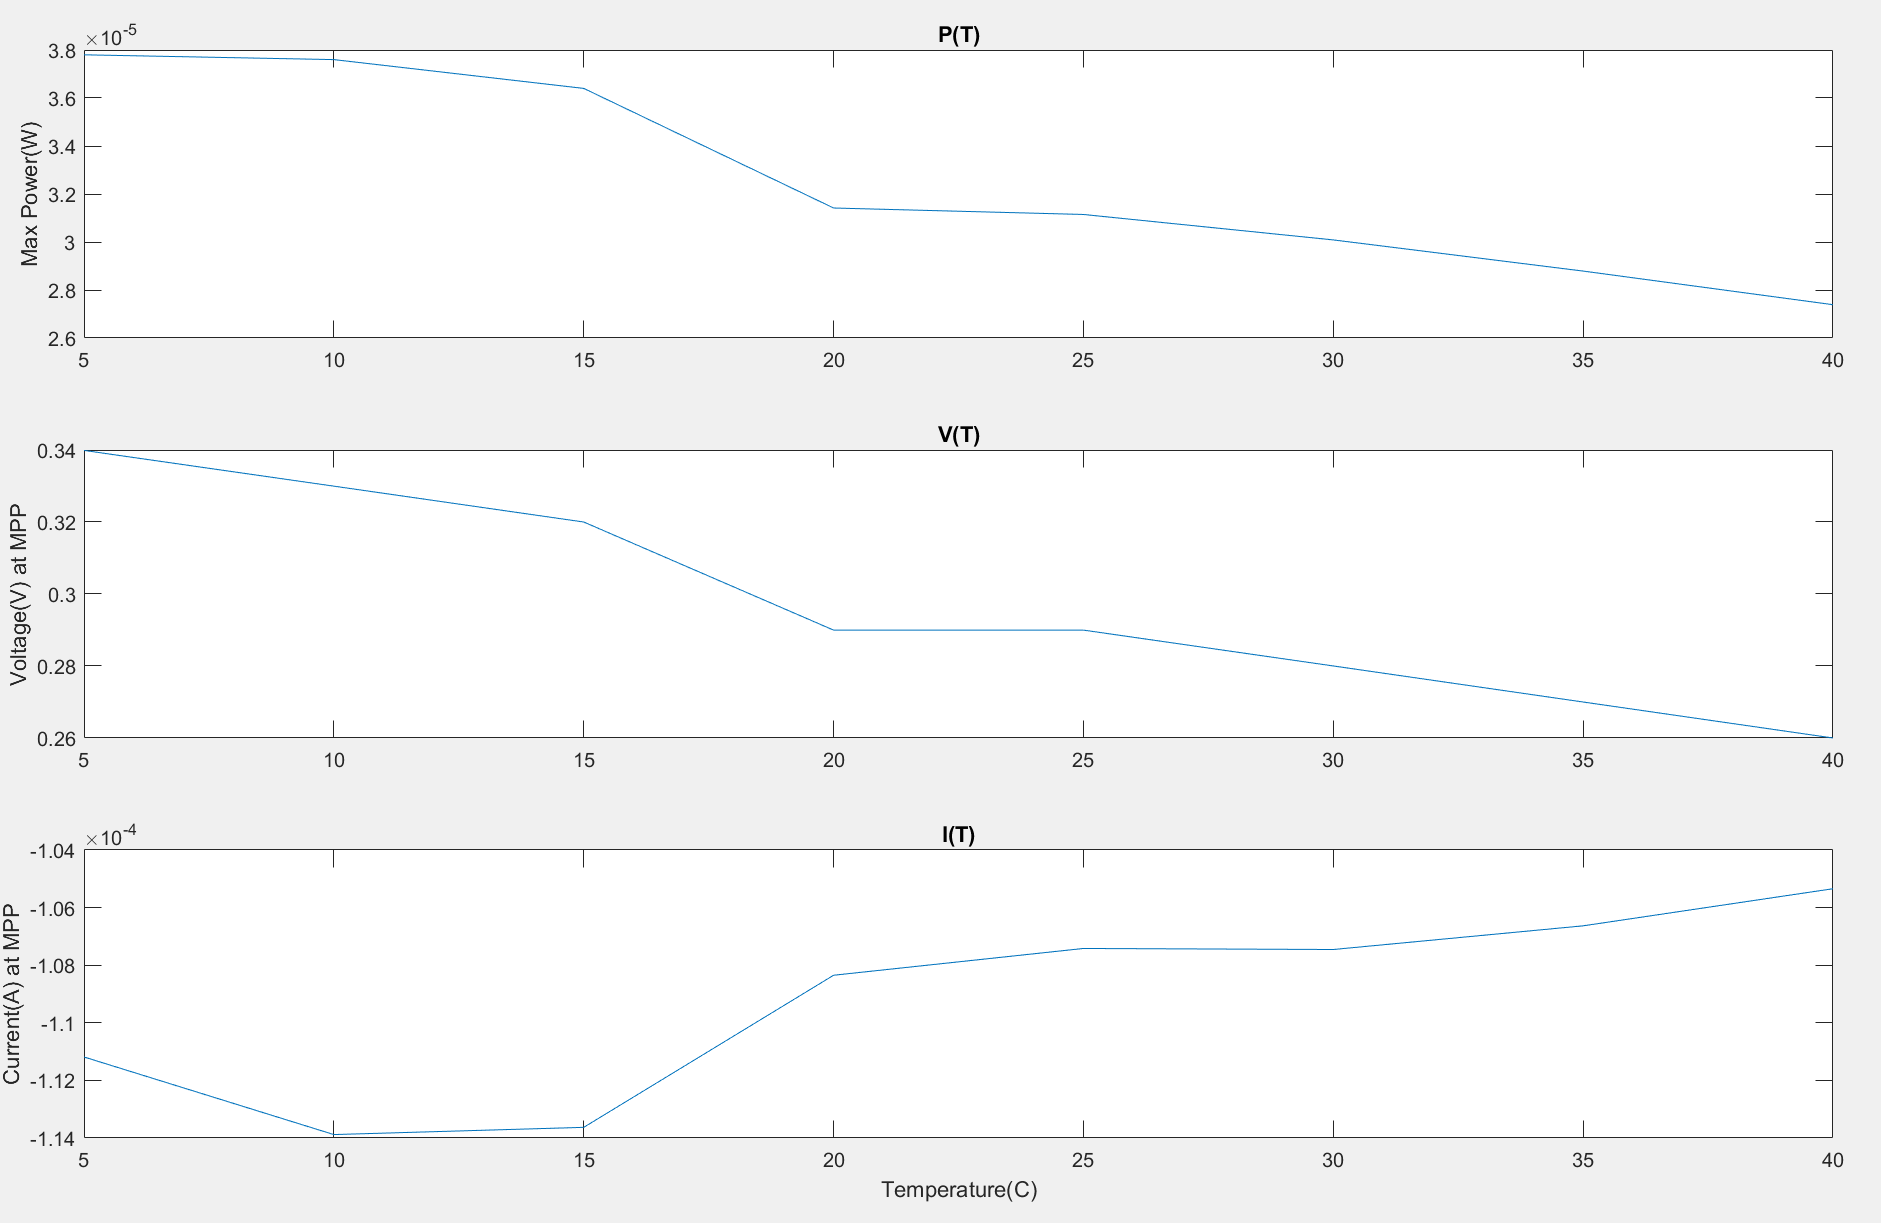 P(T)
×10-5
3.8
3.6
3.4
3.2
3
2.8
2.6
Max Power(W)
5 10 15 20 25 30 35 40
V(T)
0.34
0.32
0.3
0.28
0.26
Voltage(V) at MPP
5 10 15 20 25 30 35 40
I(T)
×10-4
-1.04
-1.06
-1.08
-1.1
-1.12
-1.14
Current(A) at MPP
5 10 15 20 25 30 35 40
Temperature(C)